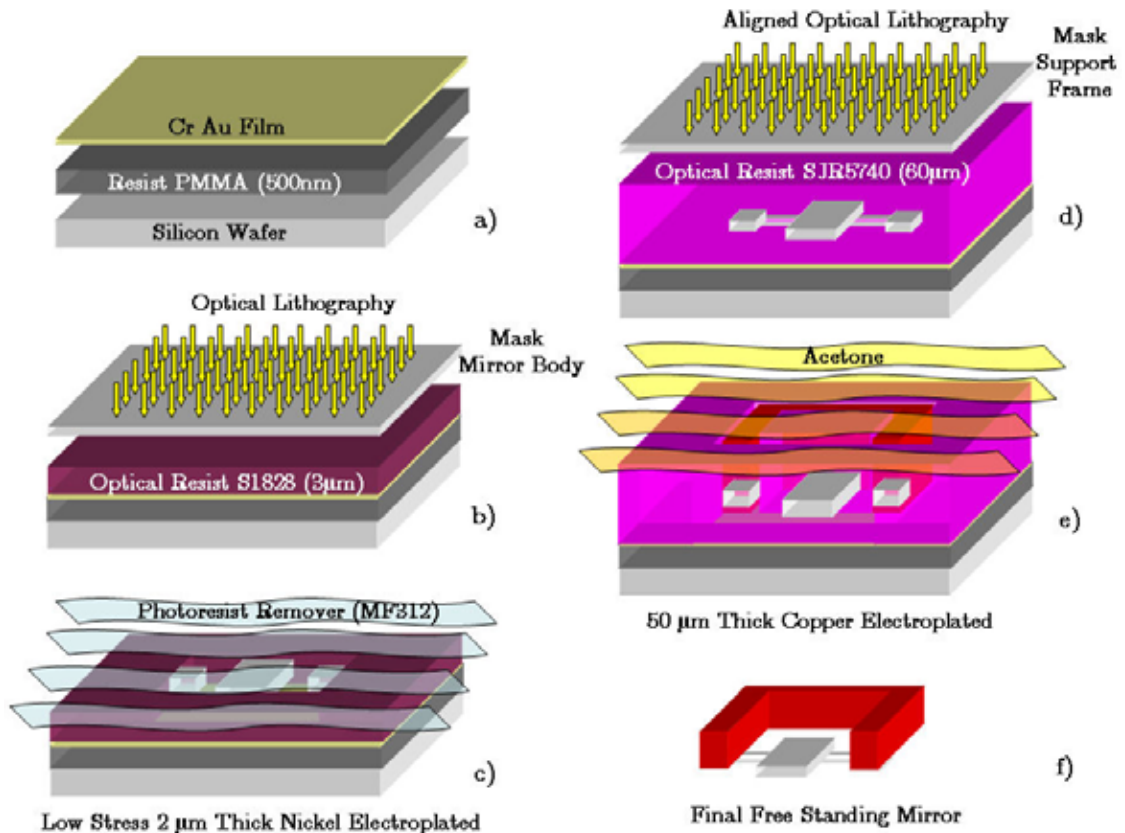 Cr Au Film
Resist PMMA (500nm)
Silicon Wafer
a)
Optical Lithography
Mask
Mirror Body
Optical Resist S1828 (3μm)
b)
Photoresist Remover (MF312)
c)
Low Stress 2 μm Thick Nickel Electroplated
Aligned Optical Lithography
Mask
Support
Frame
Optical Resist SJR5740 (60μm)
d)
Acetone
e)
50 μm Thick Copper Electroplated
f)
Final Free Standing Mirror